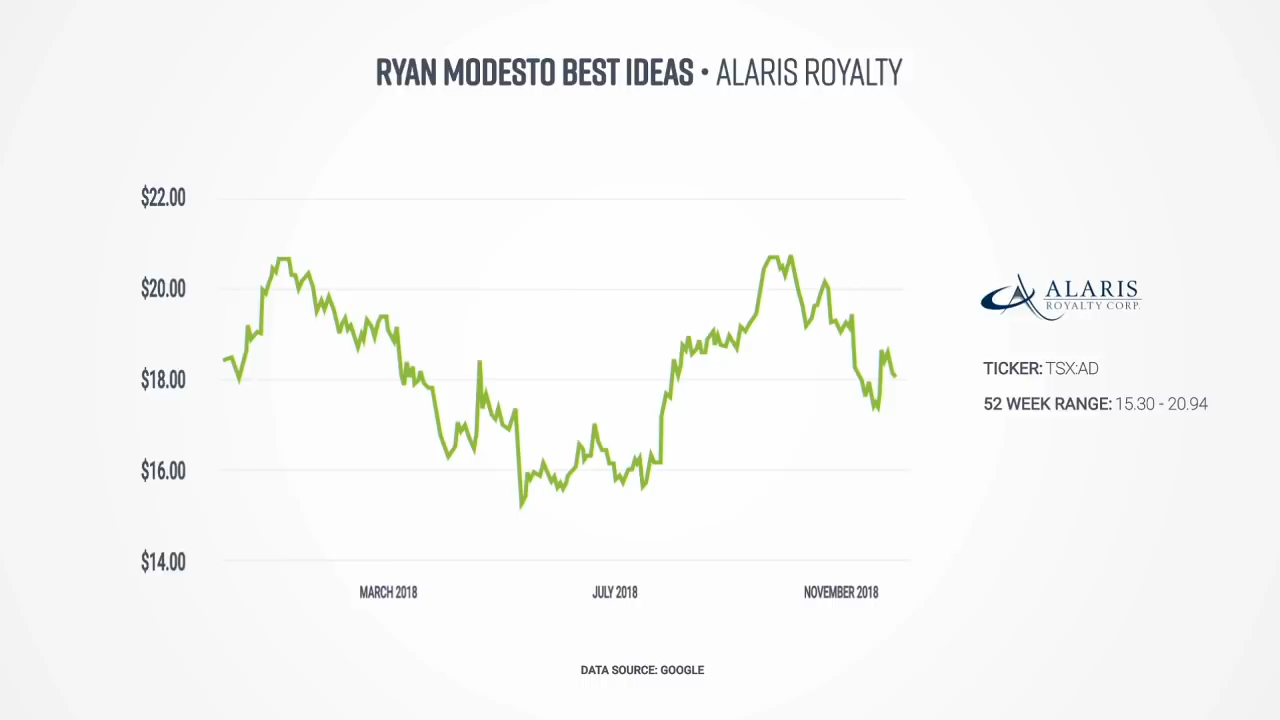 RYAN MODESTO BEST IDEAS • ALARIS ROYALTY
$22.00
$20.00
$18.00
$16.00
$14.00
MARCH 2018
JULY 2018
NOVEMBER 2018
ALARIS
ROYALTY CORP.
TICKER: TSX:AD
52 WEEK RANGE: 15.30 - 20.94
DATA SOURCE: GOOGLE